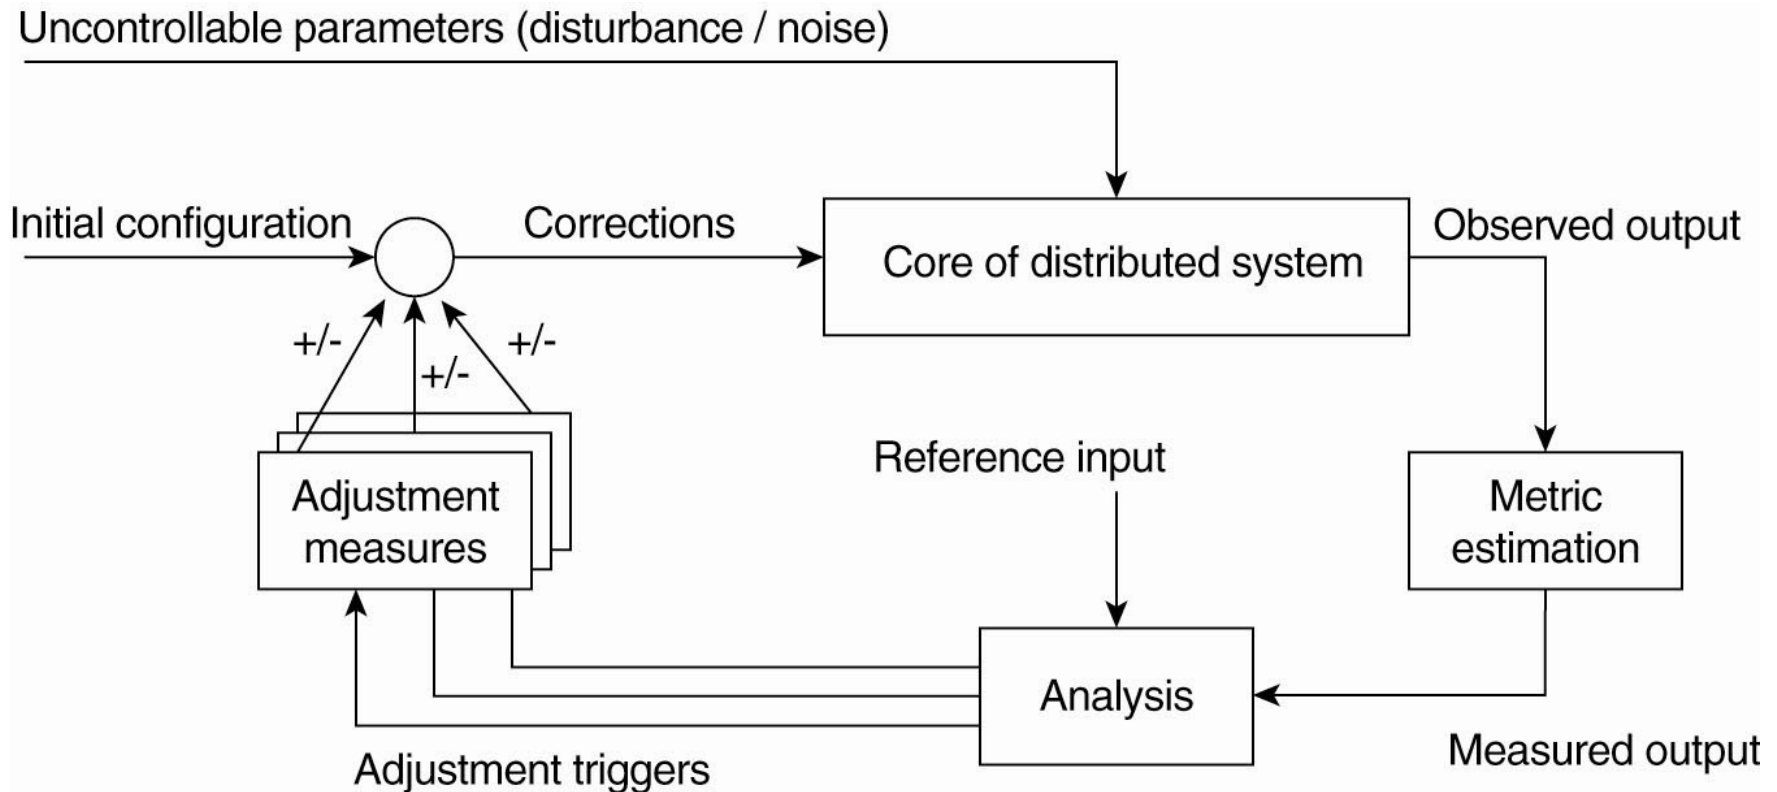 Uncontrollable parameters (disturbance / noise)
Initial configuration
Corrections
Core of distributed system
Observed output
+/-
+/-
+/-
Reference input
Adjustment
measures
Metric
estimation
Analysis
Adjustment triggers
Measured output